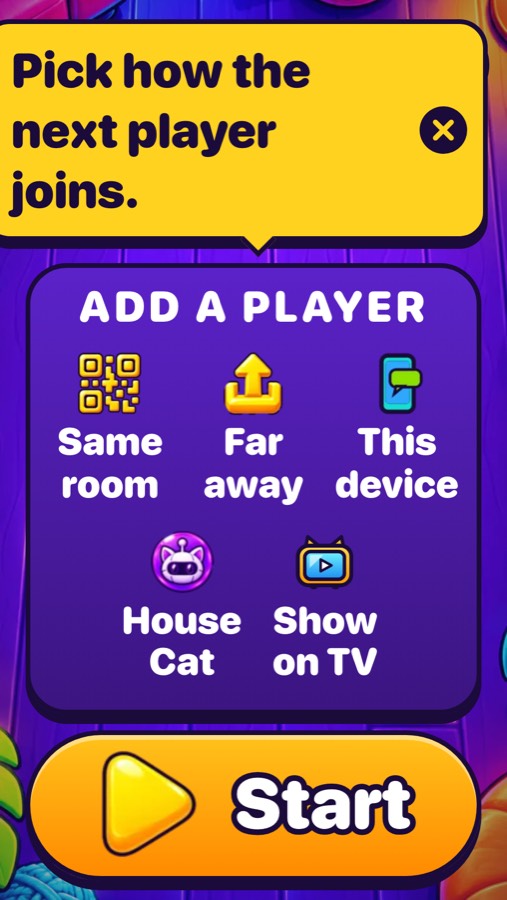 Pick how the
next player
joins.
ADD A PLAYER
Same
room
Far
away
This
device
House
Cat
Show
on TV
Start